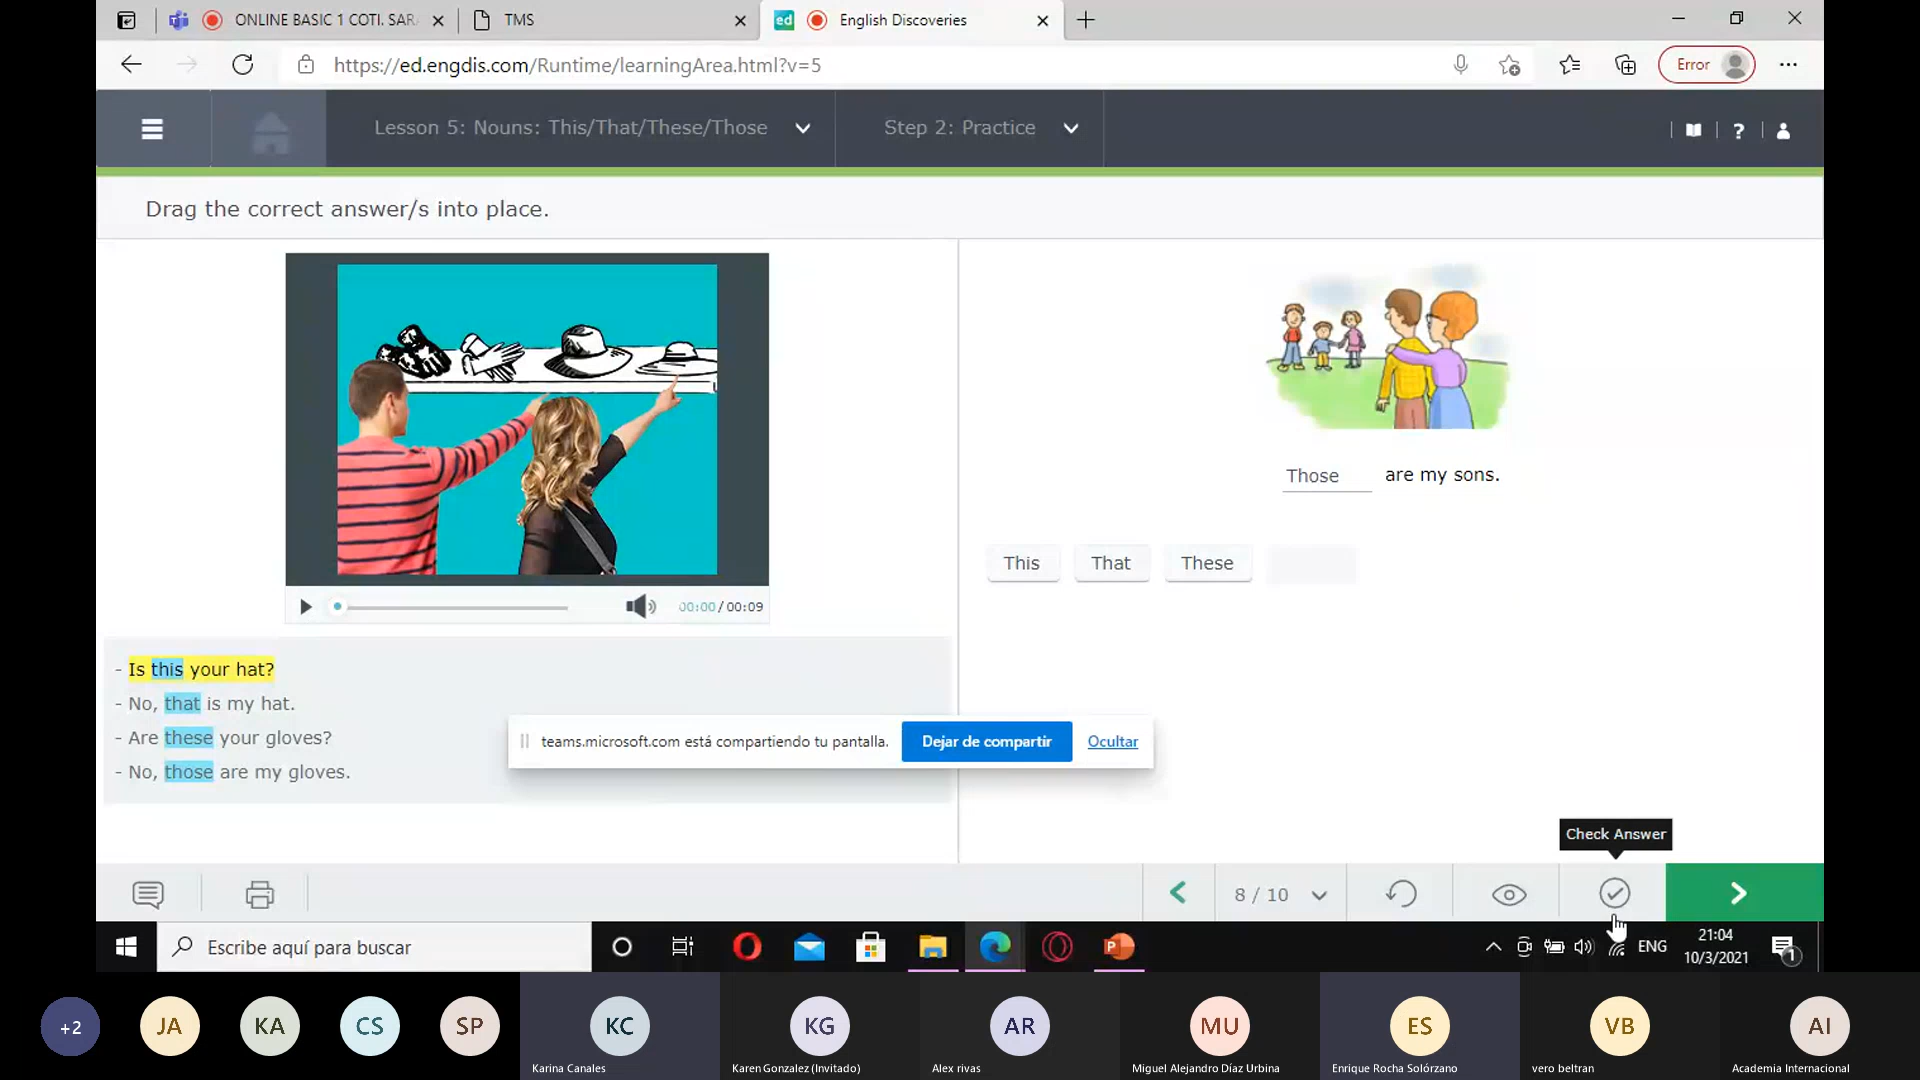 ONLINE BASIC 1 COTI. SARA
TMS
ed
English Discoveries
https://ed.engdis.com/Runtime/learningArea.html?v=5
Error
Lesson 5: Nouns: This/That/These/Those
Step 2: Practice
?
Drag the correct answer/s into place.
00:00 / 00:09
- Is this your hat?
- No, that is my hat.
- Are these your gloves?
- No, those are my gloves.
Those are my sons.
This
That
These
teams.microsoft.com está compartiendo tu pantalla.
Dejar de compartir
Ocultar
Check Answer
8 / 10
Escribe aquí para buscar
ENG
21:04
10/3/2021
1
+2
JA
KA
CS
SP
KC
KG
AR
MU
ES
VB
AI
Karina Canales
Karen Gonzalez (Invitado)
Alex rivas
Miguel Alejandro Díaz Urbina
Enrique Rocha Solórzano
vero beltran
Academia Internacional